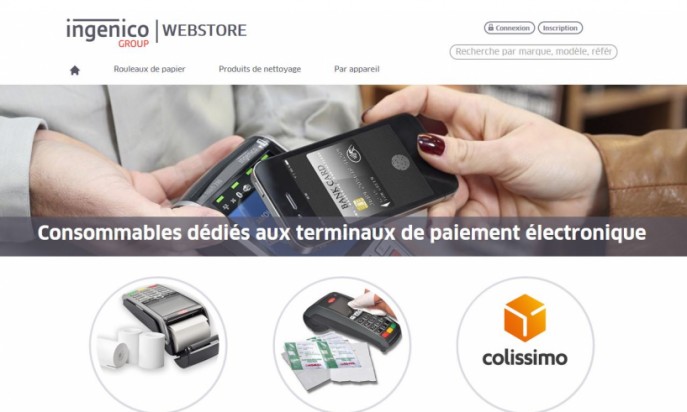 ingenico
GROUP
WEBSTORE
Connexion
Inscription
Recherche par marque, modèle, référ
Rouleaux de papier
Produits de nettoyage
Par appareil
BANK CARD
Consommables dédiés aux terminaux de paiement électronique
colissimo